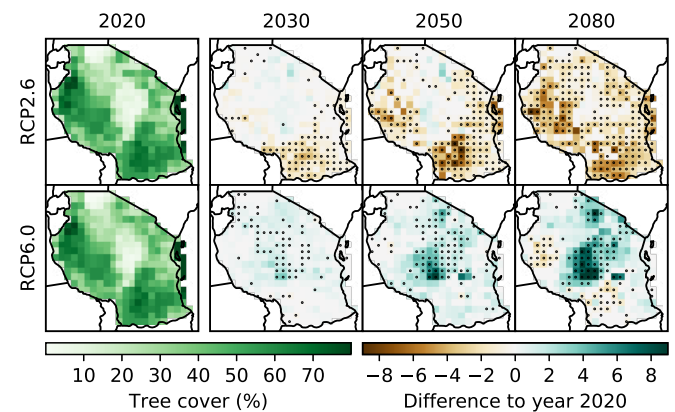 2020 2030 2050 2080
RCP2.6
RCP6.0
10 20 30 40 50 60 70 −8 −6 −4 −2 0 2 4 6 8
Tree cover (%) Difference to year 2020